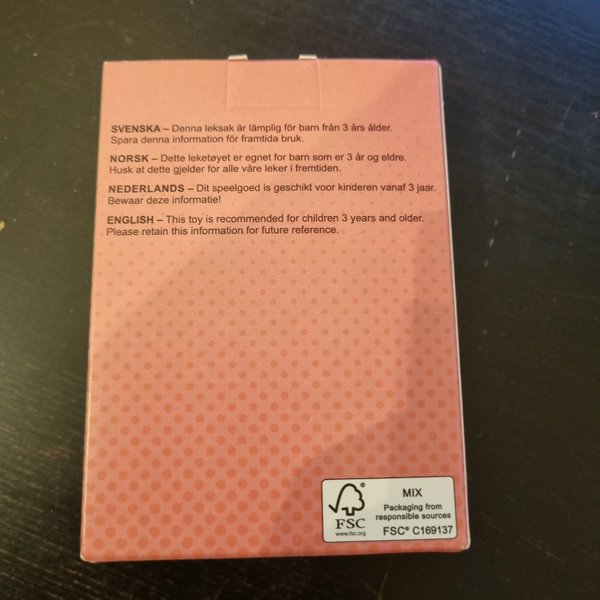 SVENSKA – Denna leksak är lämplig för barn från 3 års ålder.
Spara denna information för framtida bruk.
NORSK – Dette leketøyet er egnet for barn som er 3 år og eldre.
Husk at dette gjelder for alle våre leker i fremtiden.
NEDERLANDS – Dit speelgoed is geschikt voor kinderen vanaf 3 jaar.
Bewaar deze informatie!
ENGLISH – This toy is recommended for children 3 years and older.
Please retain this information for future reference.
FSC
www.fsc.org
MIX
Packaging from
responsible sources
FSC® C169137